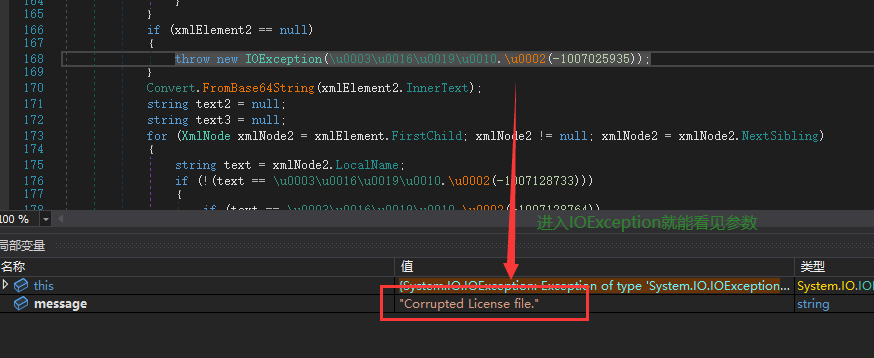 164 }
165 }
166 if (xmlElement2 == null)
167 {
168 throw new IOException(\u0003\u0016\u0019\u0010.\u0002(-1007025935));
169 }
170 Convert.FromBase64String(xmlElement2.InnerText);
171 string text2 = null;
172 string text3 = null;
173 for (XmlNode xmlNode2 = xmlElement.FirstChild; xmlNode2 != null; xmlNode2 = xmlNode2.NextSibling)
174 {
175 string text = xmlNode2.LocalName;
176 if (!(text == \u0003\u0016\u0019\u0010.\u0002(-1007128733)))
177 {
178 if (text == \u0003\u0016\u0019\u0010.\u0002(-1007128764))
100 %
进入IOException就能看见参数
局部变量
名称 值 类型
this {System.IO.IOException: Exception of type 'System.IO.IOException... System.IO.IO
message "Corrupted License file." string